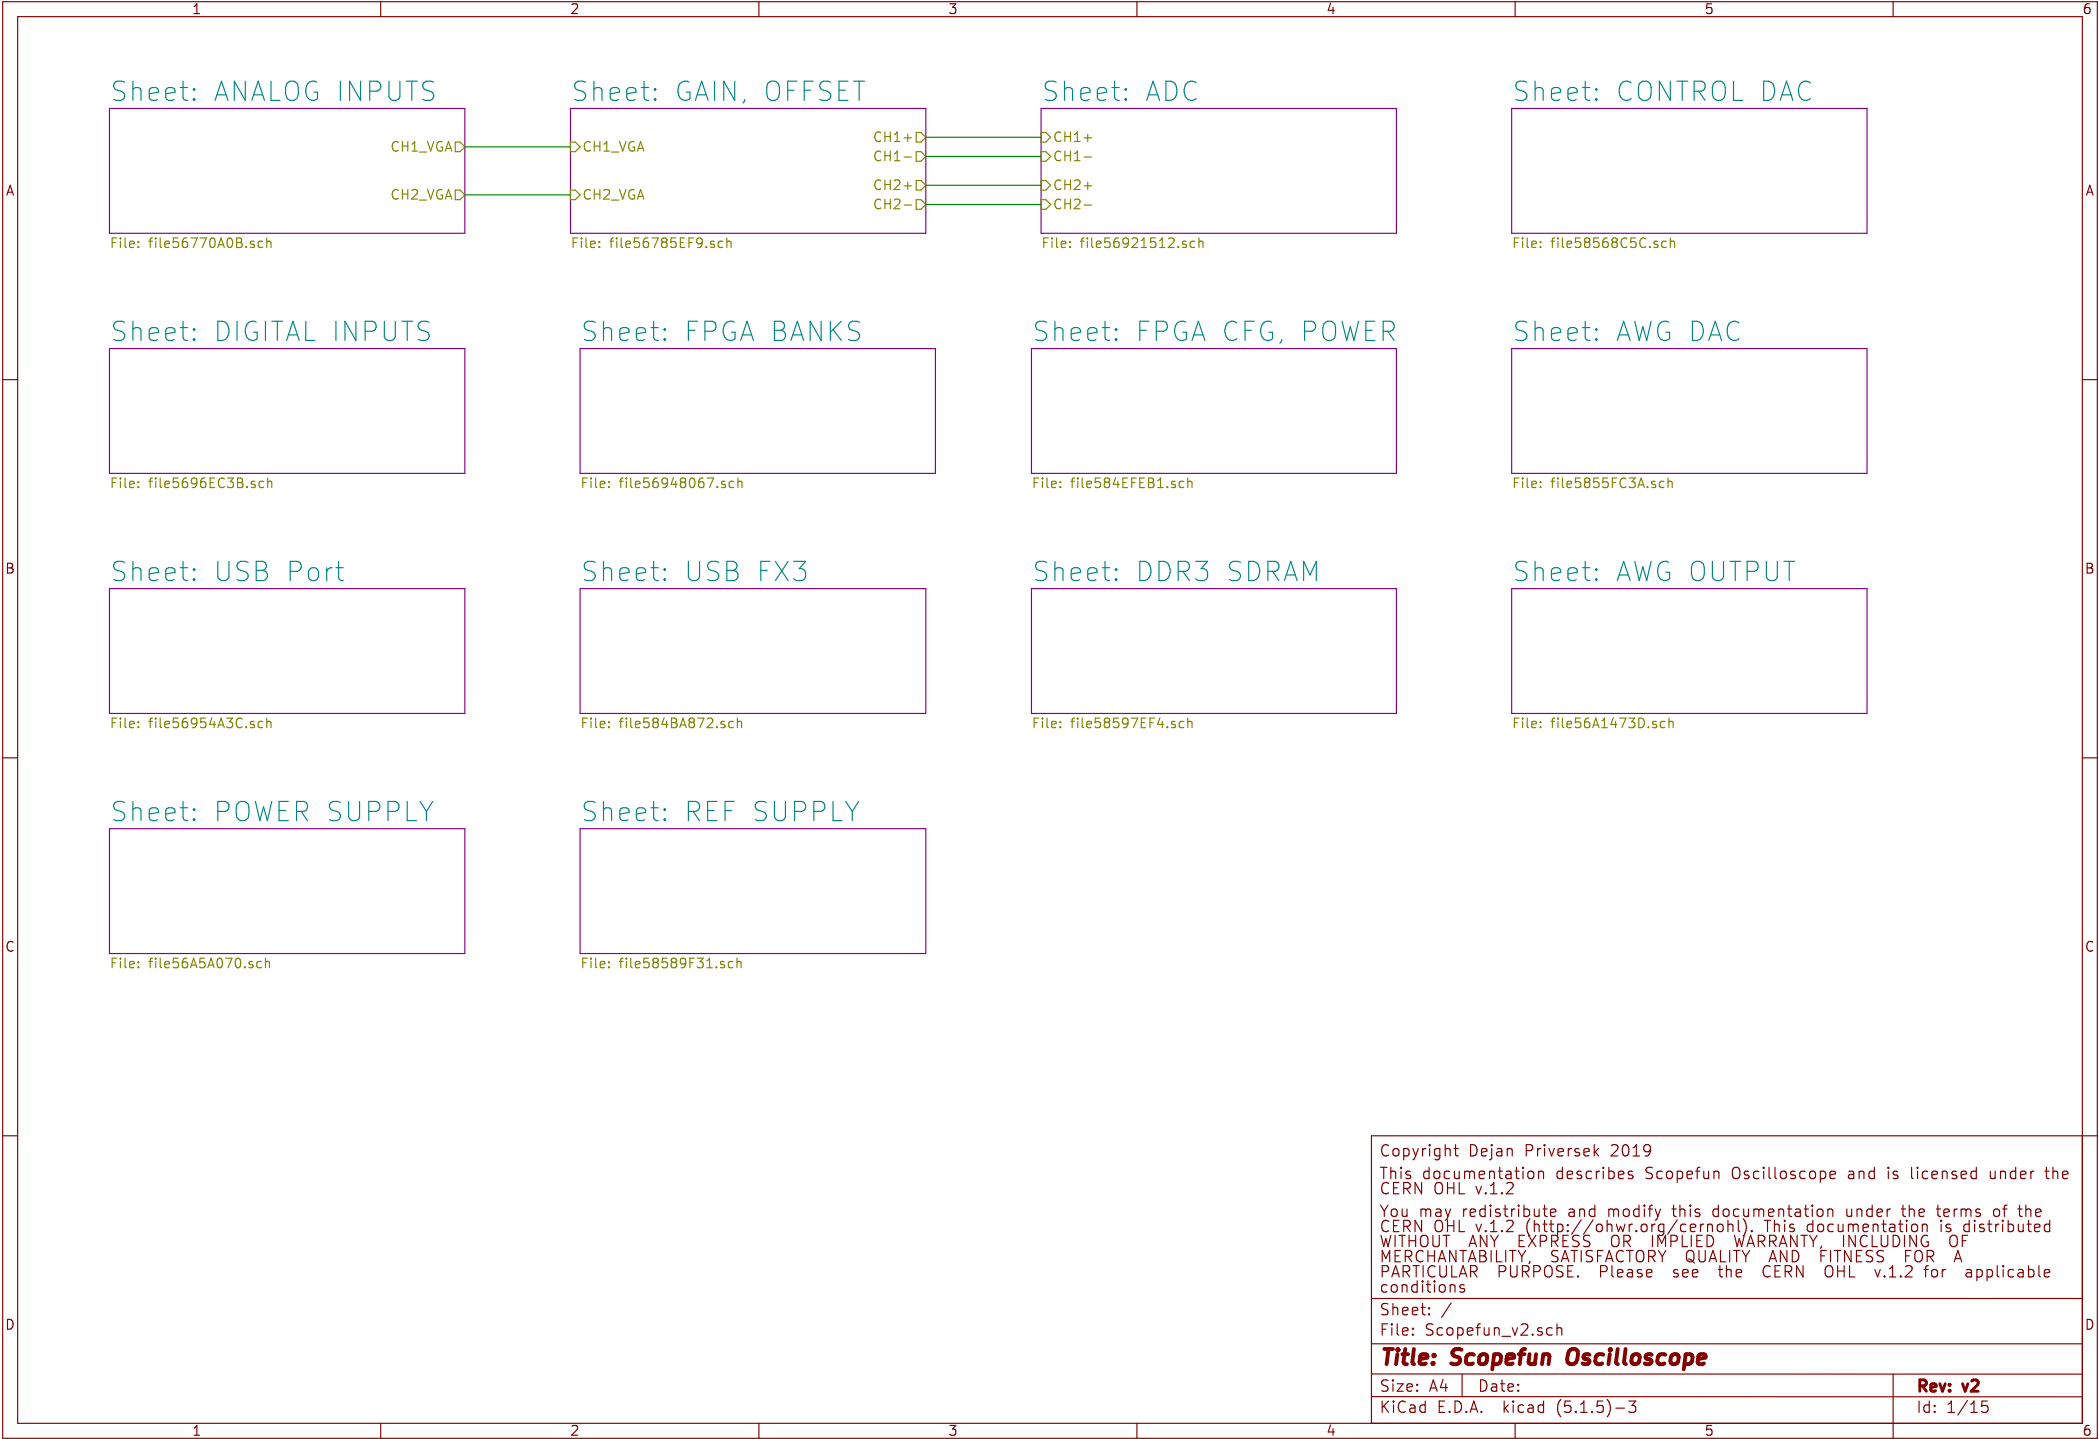 1 2 3 4 5 6
Sheet: ANALOG INPUTS
CH1_VGA
CH2_VGA
File: file56770A0B.sch
Sheet: GAIN, OFFSET
CH1_VGA
CH2_VGA
CH1+
CH1-
CH2+
CH2-
File: file56785EF9.sch
Sheet: ADC
CH1+
CH1-
CH2+
CH2-
File: file56921512.sch
Sheet: CONTROL DAC
File: file58568C5C.sch
A A
Sheet: DIGITAL INPUTS
File: file5696EC3B.sch
Sheet: FPGA BANKS
File: file56948067.sch
Sheet: FPGA CFG, POWER
File: file584EFEB1.sch
Sheet: AWG DAC
File: file5855FC3A.sch
B B
Sheet: USB Port
File: file56954A3C.sch
Sheet: USB FX3
File: file584BA872.sch
Sheet: DDR3 SDRAM
File: file58597EF4.sch
Sheet: AWG OUTPUT
File: file56A1473D.sch
Sheet: POWER SUPPLY
File: file56A5A070.sch
Sheet: REF SUPPLY
File: file58589F31.sch
C C
Copyright Dejan Priversek 2019
This documentation describes Scopefun Oscilloscope and is licensed under the
CERN OHL v.1.2
You may redistribute and modify this documentation under the terms of the
CERN OHL v.1.2 (http://ohwr.org/cernohl). This documentation is distributed
WITHOUT ANY EXPRESS OR IMPLIED WARRANTY, INCLUDING OF
MERCHANTABILITY, SATISFACTORY QUALITY AND FITNESS FOR A
PARTICULAR PURPOSE. Please see the CERN OHL v.1.2 for applicable
conditions
Sheet: /
File: Scopefun_v2.sch
D D
Title: Scopefun Oscilloscope
Size: A4 Date: Rev: v2
KiCad E.D.A. kicad (5.1.5)-3 Id: 1/15
1 2 3 4 5 6